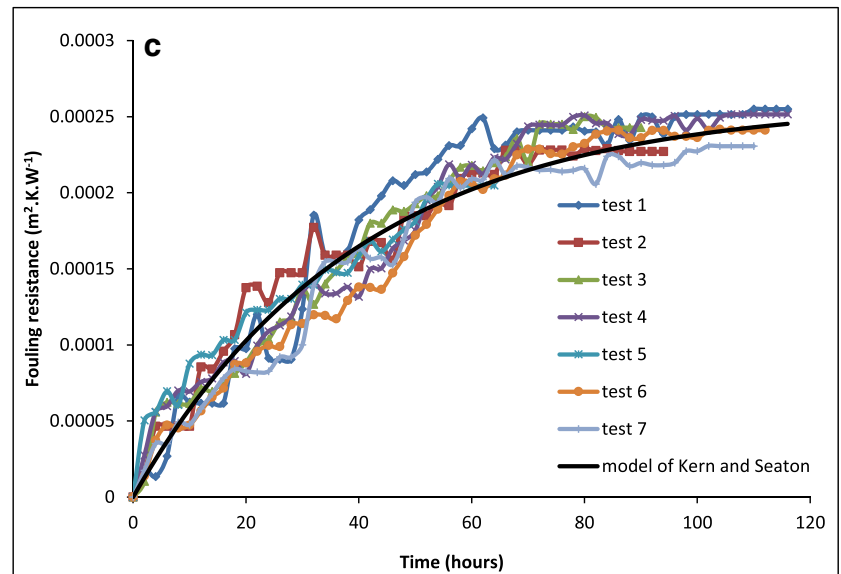 c
0.0003
0.00025
0.0002
0.00015
0.0001
0.00005
0
Fouling resistance (m².K.W⁻¹)
test 1
test 2
test 3
test 4
test 5
test 6
test 7
model of Kern and Seaton
0 20 40 60 80 100 120
Time (hours)